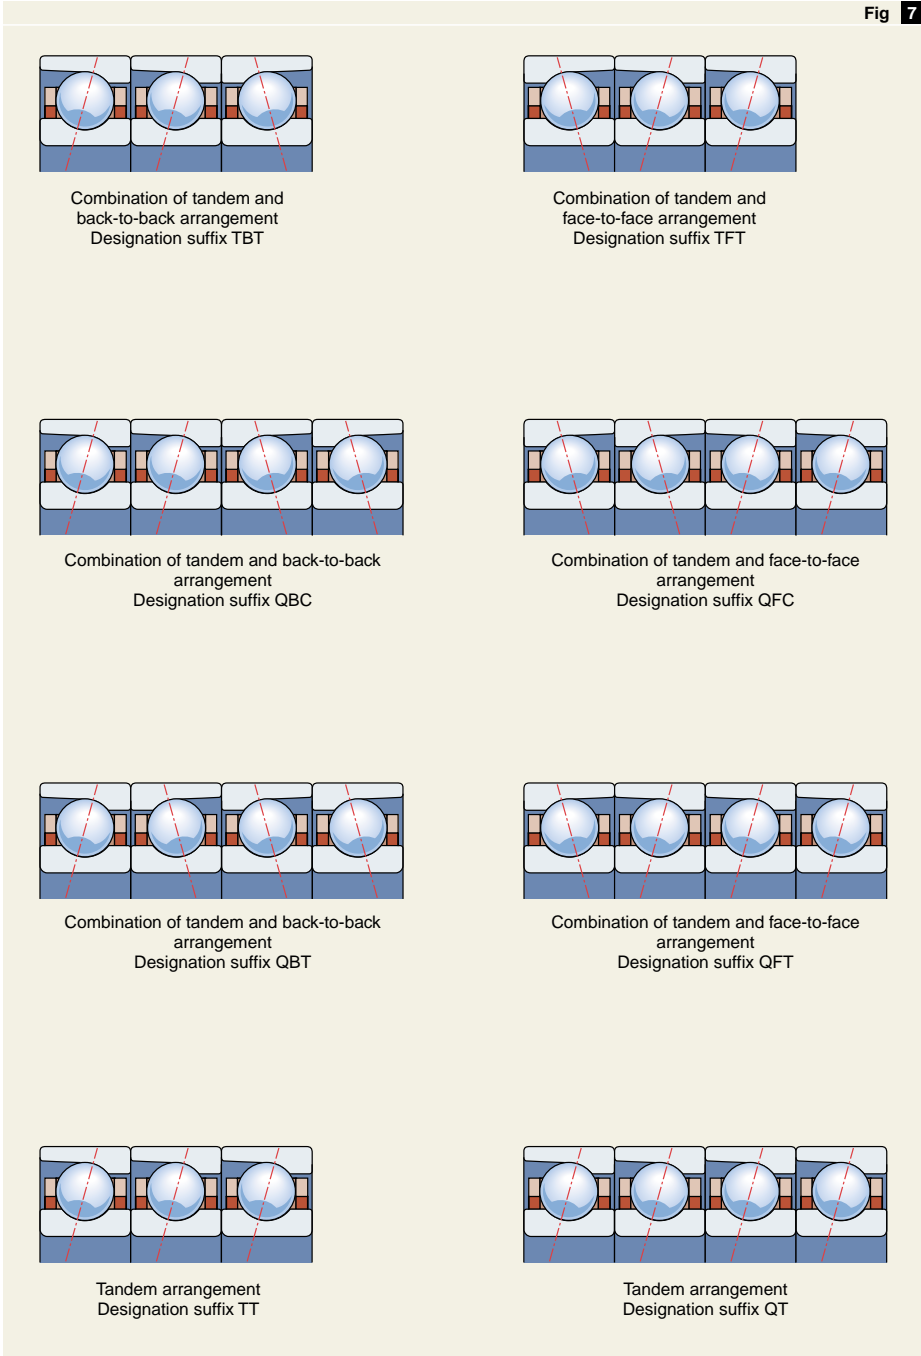 Fig 7
Combination of tandem and
back-to-back arrangement
Designation suffix TBT
Combination of tandem and
face-to-face arrangement
Designation suffix TFT
Combination of tandem and back-to-back
arrangement
Designation suffix QBC
Combination of tandem and face-to-face
arrangement
Designation suffix QFC
Combination of tandem and back-to-back
arrangement
Designation suffix QBT
Combination of tandem and face-to-face
arrangement
Designation suffix QFT
Tandem arrangement
Designation suffix TT
Tandem arrangement
Designation suffix QT